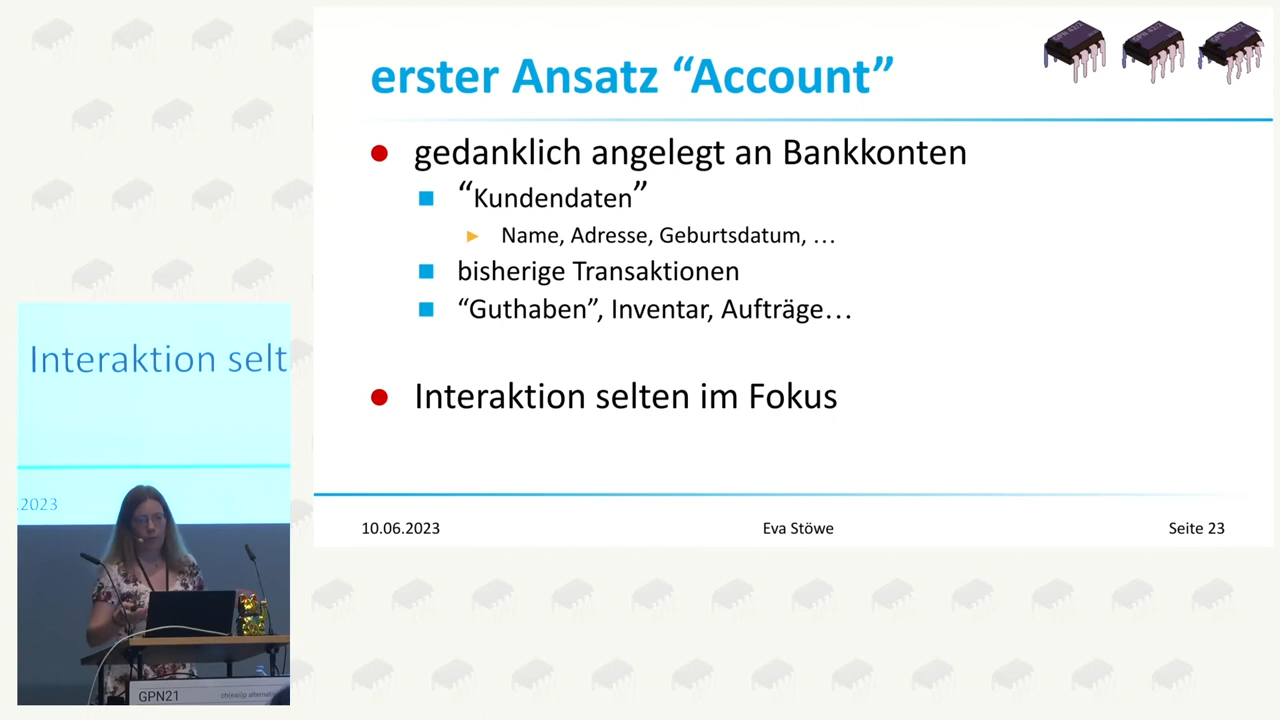 erster Ansatz “Account”
gedanklich angelegt an Bankkonten
“Kundendaten”
Name, Adresse, Geburtsdatum, …
bisherige Transaktionen
“Guthaben”, Inventar, Aufträge…
Interaktion selten im Fokus
10.06.2023 Eva Stöwe Seite 23
Interaktion selt
.2023
GPN21